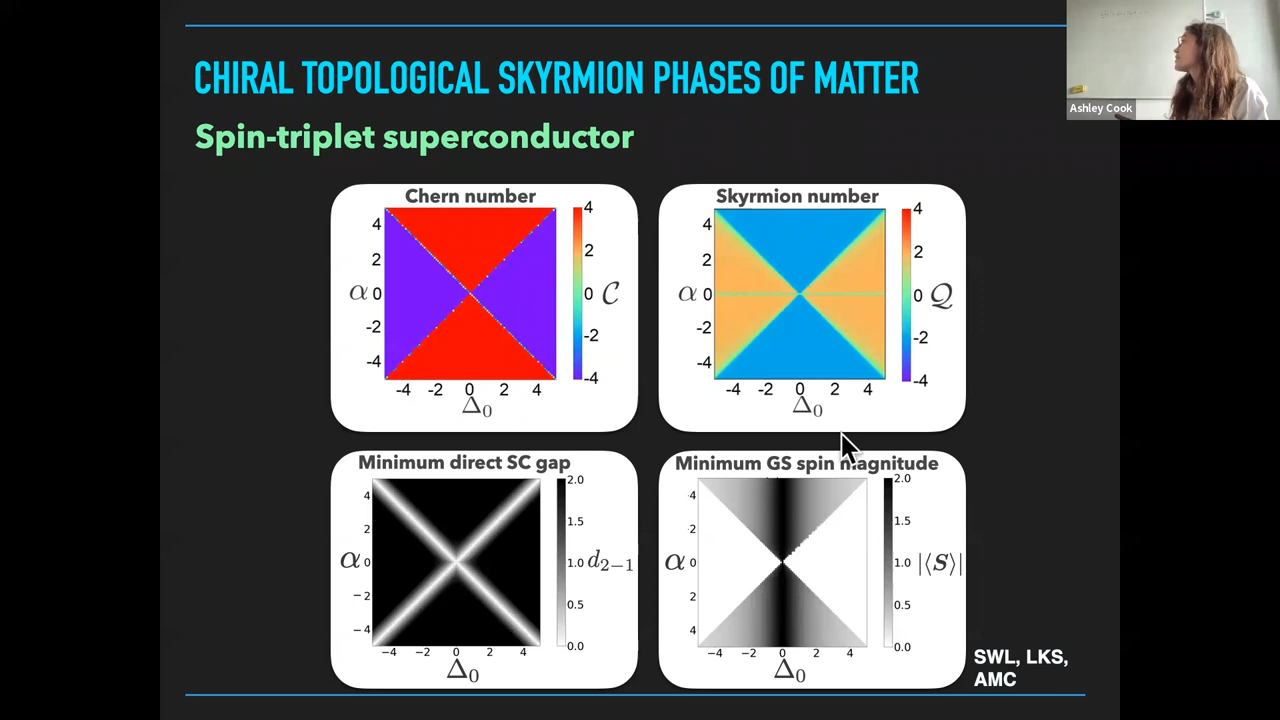 CHIRAL TOPOLOGICAL SKYRMION PHASES OF MATTER
Ashley Cook
Spin-triplet superconductor
Chern number
4
2
α 0
-2
-4
-4 -2 0 2 4
Δ₀
4
2
0 𝒞
-2
-4
Skyrmion number
4
2
α 0
-2
-4
-4 -2 0 2 4
Δ₀
4
2
0 𝒬
-2
-4
Minimum direct SC gap
4
2
α 0
−2
−4
−4 −2 0 2 4
Δ₀
2.0
1.5
1.0 d₂₋₁
0.5
0.0
Minimum GS spin magnitude
4
2
α 0
2
4
−4 −2 0 2 4
Δ₀
2.0
1.5
1.0 |⟨S⟩|
0.5
0.0
SWL, LKS,
AMC